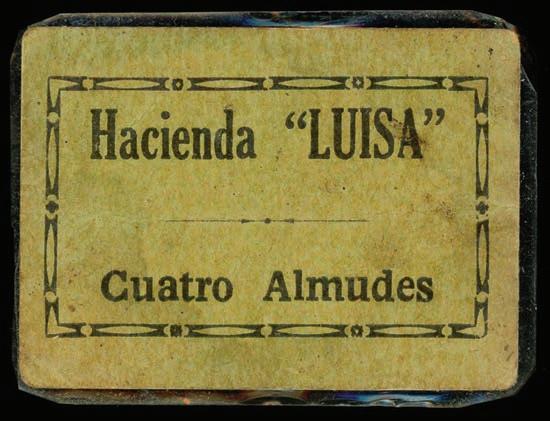 Hacienda “LUISA”
Cuatro Almudes